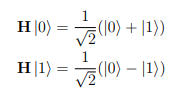 H |0⟩ = 1/√2 (|0⟩ + |1⟩)
H |1⟩ = 1/√2 (|0⟩ − |1⟩)